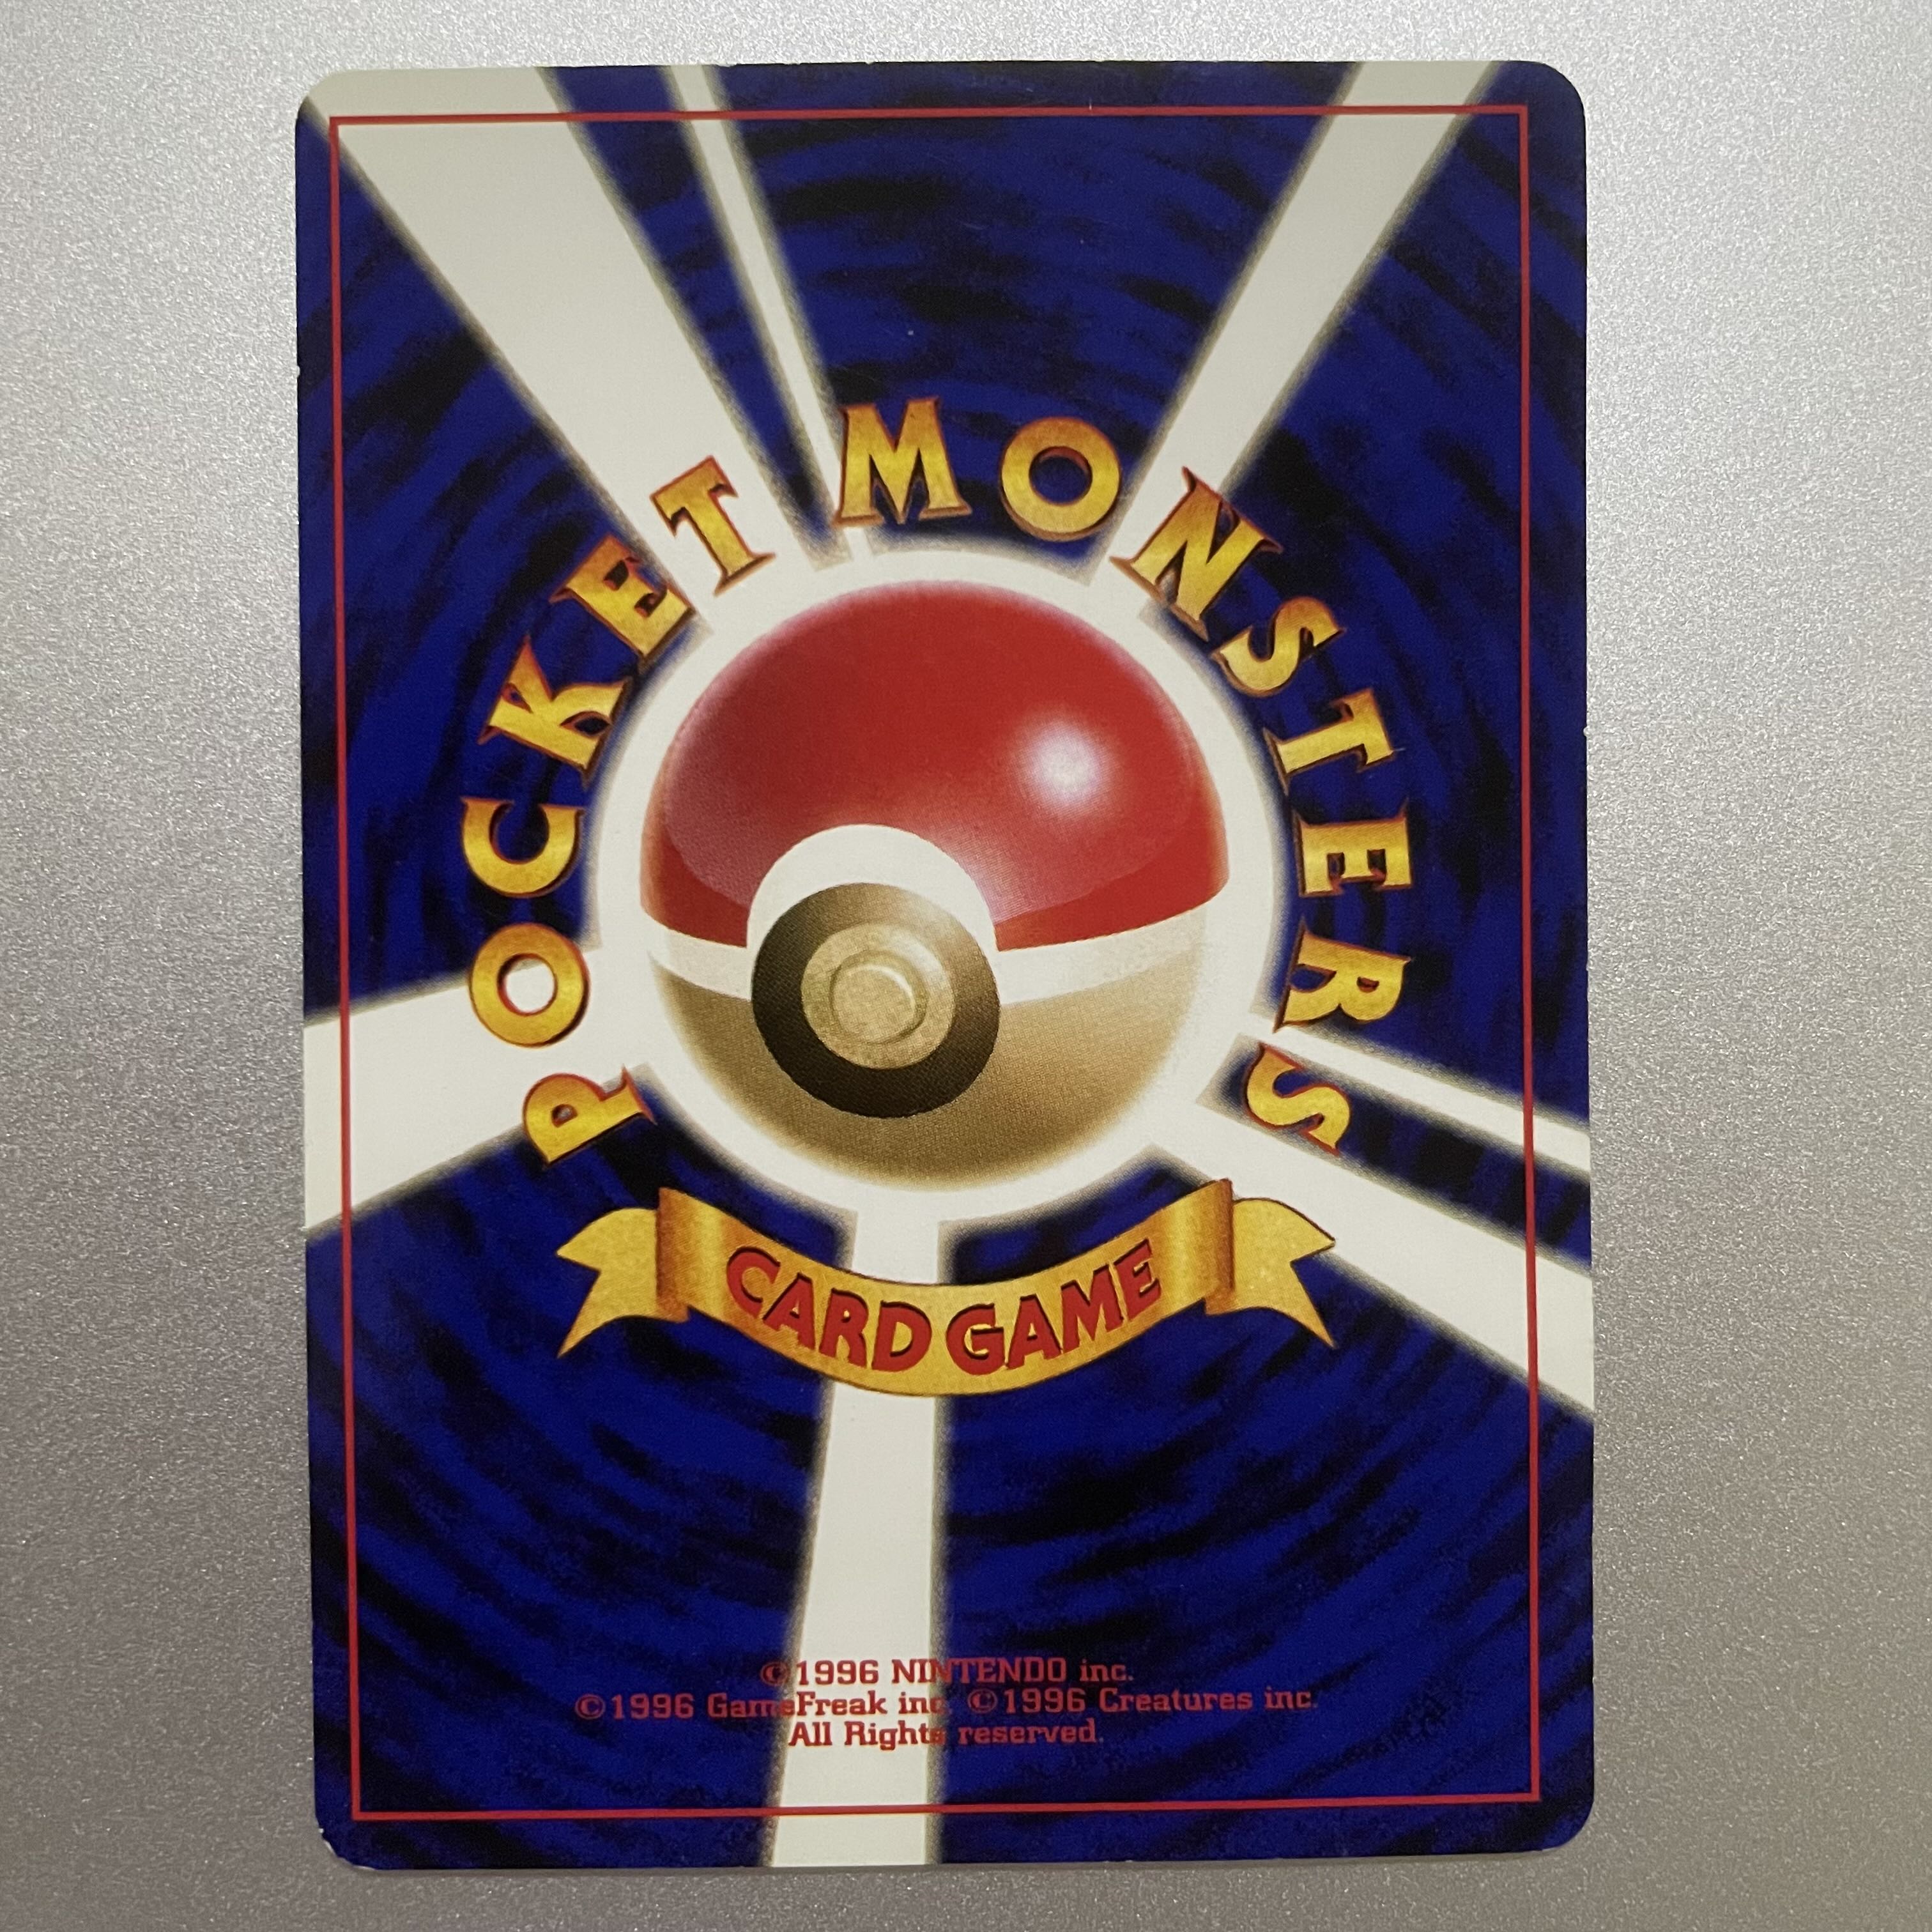 POCKET MONSTERS
CARD GAME
©1996 NINTENDO inc.
©1996 GameFreak inc. ©1996 Creatures inc.
All Rights reserved.